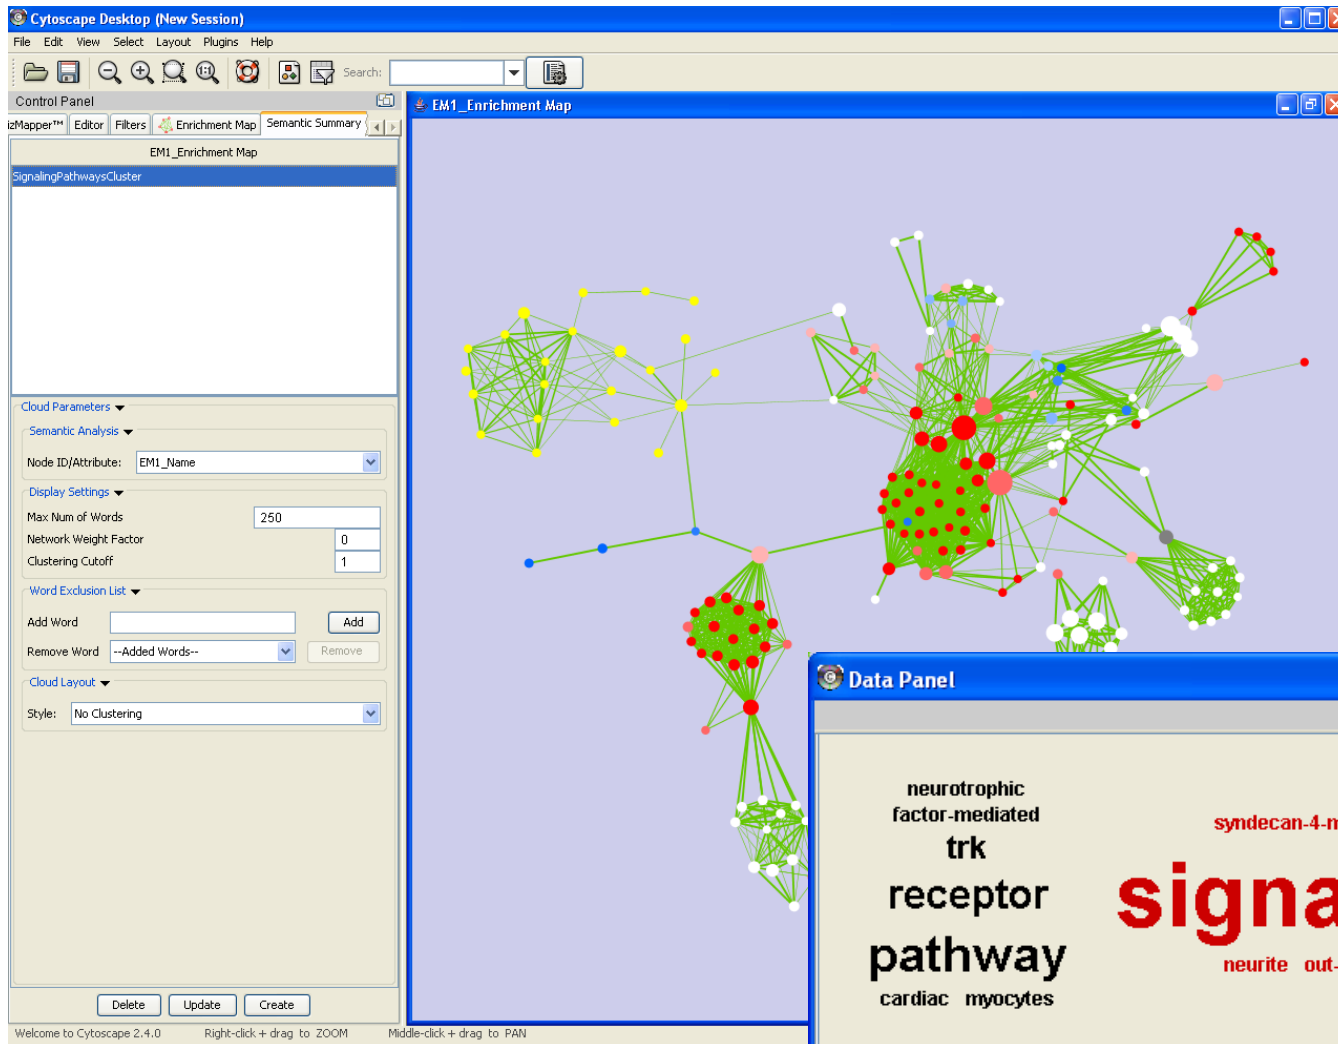 Cytoscape Desktop (New Session)
File Edit View Select Layout Plugins Help
Search:
Control Panel
izMapper™ Editor Filters Enrichment Map Semantic Summary
EM1_Enrichment Map
SignalingPathwaysCluster
Cloud Parameters
Semantic Analysis
Node ID/Attribute: EM1_Name
Display Settings
Max Num of Words 250
Network Weight Factor 0
Clustering Cutoff 1
Word Exclusion List
Add Word Add
Remove Word --Added Words-- Remove
Cloud Layout
Style: No Clustering
Delete Update Create
Welcome to Cytoscape 2.4.0 Right-click + drag to ZOOM Middle-click + drag to PAN
EM1_Enrichment Map
Data Panel
neurotrophic
factor-mediated
trk
receptor
pathway
cardiac myocytes
syndecan-4-m
signa
neurite out-